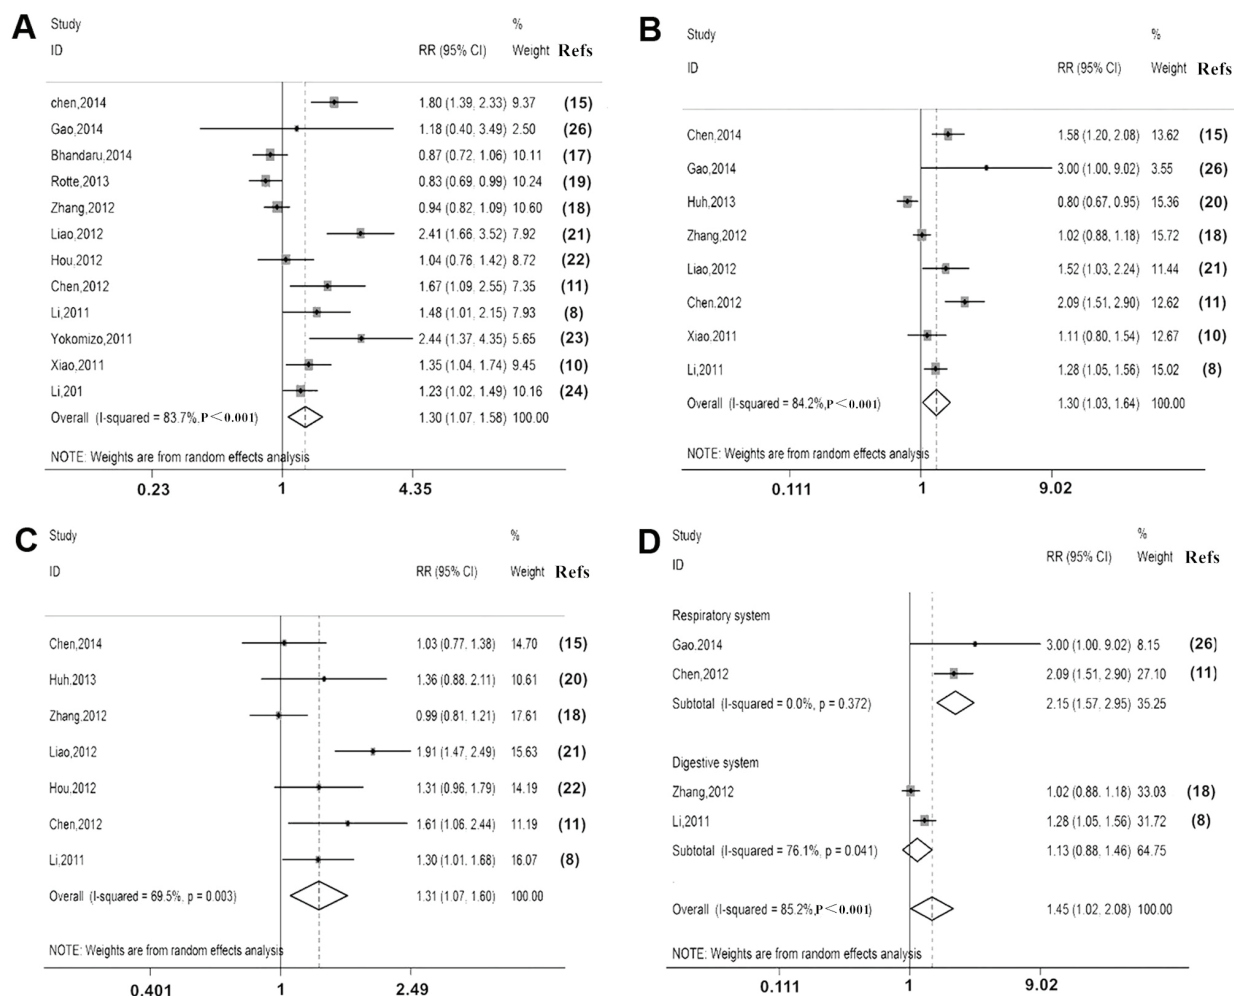 A
Study %
ID RR (95% CI) Weight Refs
chen,2014 1.80 (1.39, 2.33) 9.37 (15)
Gao,2014 1.18 (0.40, 3.49) 2.50 (26)
Bhandaru,2014 0.87 (0.72, 1.06) 10.11 (17)
Rotte,2013 0.83 (0.69, 0.99) 10.24 (19)
Zhang,2012 0.94 (0.82, 1.09) 10.60 (18)
Liao,2012 2.41 (1.66, 3.52) 7.92 (21)
Hou,2012 1.04 (0.76, 1.42) 8.72 (22)
Chen,2012 1.67 (1.09, 2.55) 7.35 (11)
Li,2011 1.48 (1.01, 2.15) 7.93 (8)
Yokomizo,2011 2.44 (1.37, 4.35) 5.65 (23)
Xiao,2011 1.35 (1.04, 1.74) 9.45 (10)
Li,201 1.23 (1.02, 1.49) 10.16 (24)
Overall (I-squared = 83.7%,P<0.001) 1.30 (1.07, 1.58) 100.00
NOTE: Weights are from random effects analysis
0.23 1 4.35
B
Study %
ID RR (95% CI) Weight Refs
Chen,2014 1.58 (1.20, 2.08) 13.62 (15)
Gao,2014 3.00 (1.00, 9.02) 3.55 (26)
Huh,2013 0.80 (0.67, 0.95) 15.36 (20)
Zhang,2012 1.02 (0.88, 1.18) 15.72 (18)
Liao,2012 1.52 (1.03, 2.24) 11.44 (21)
Chen.2012 2.09 (1.51, 2.90) 12.62 (11)
Xiao.2011 1.11 (0.80, 1.54) 12.67 (10)
Li,2011 1.28 (1.05, 1.56) 15.02 (8)
Overall (I-squared = 84.2%,P<0.001) 1.30 (1.03, 1.64) 100.00
NOTE: Weights are from random effects analysis
0.111 1 9.02
C
Study %
ID RR (95% CI) Weight Refs
Chen,2014 1.03 (0.77, 1.38) 14.70 (15)
Huh.2013 1.36 (0.88, 2.11) 10.61 (20)
Zhang.2012 0.99 (0.81, 1.21) 17.61 (18)
Liao,2012 1.91 (1.47, 2.49) 15.63 (21)
Hou,2012 1.31 (0.96, 1.79) 14.19 (22)
Chen,2012 1.61 (1.06, 2.44) 11.19 (11)
Li,2011 1.30 (1.01, 1.68) 16.07 (8)
Overall (I-squared = 69.5%, p = 0.003) 1.31 (1.07, 1.60) 100.00
NOTE: Weights are from random effects analysis
0.401 1 2.49
D
Study %
ID RR (95% CI) Weight Refs
Respiratory system
Gao.2014 3.00 (1.00, 9.02) 8.15 (26)
Chen,2012 2.09 (1.51, 2.90) 27.10 (11)
Subtotal (I-squared = 0.0%, p = 0.372) 2.15 (1.57, 2.95) 35.25
Digestive system
Zhang,2012 1.02 (0.88, 1.18) 33.03 (18)
Li,2011 1.28 (1.05, 1.56) 31.72 (8)
Subtotal (I-squared = 76.1%, p = 0.041) 1.13 (0.88, 1.46) 64.75
Overall (I-squared = 85.2%,P<0.001) 1.45 (1.02, 2.08) 100.00
NOTE: Weights are from random effects analysis
0.111 1 9.02